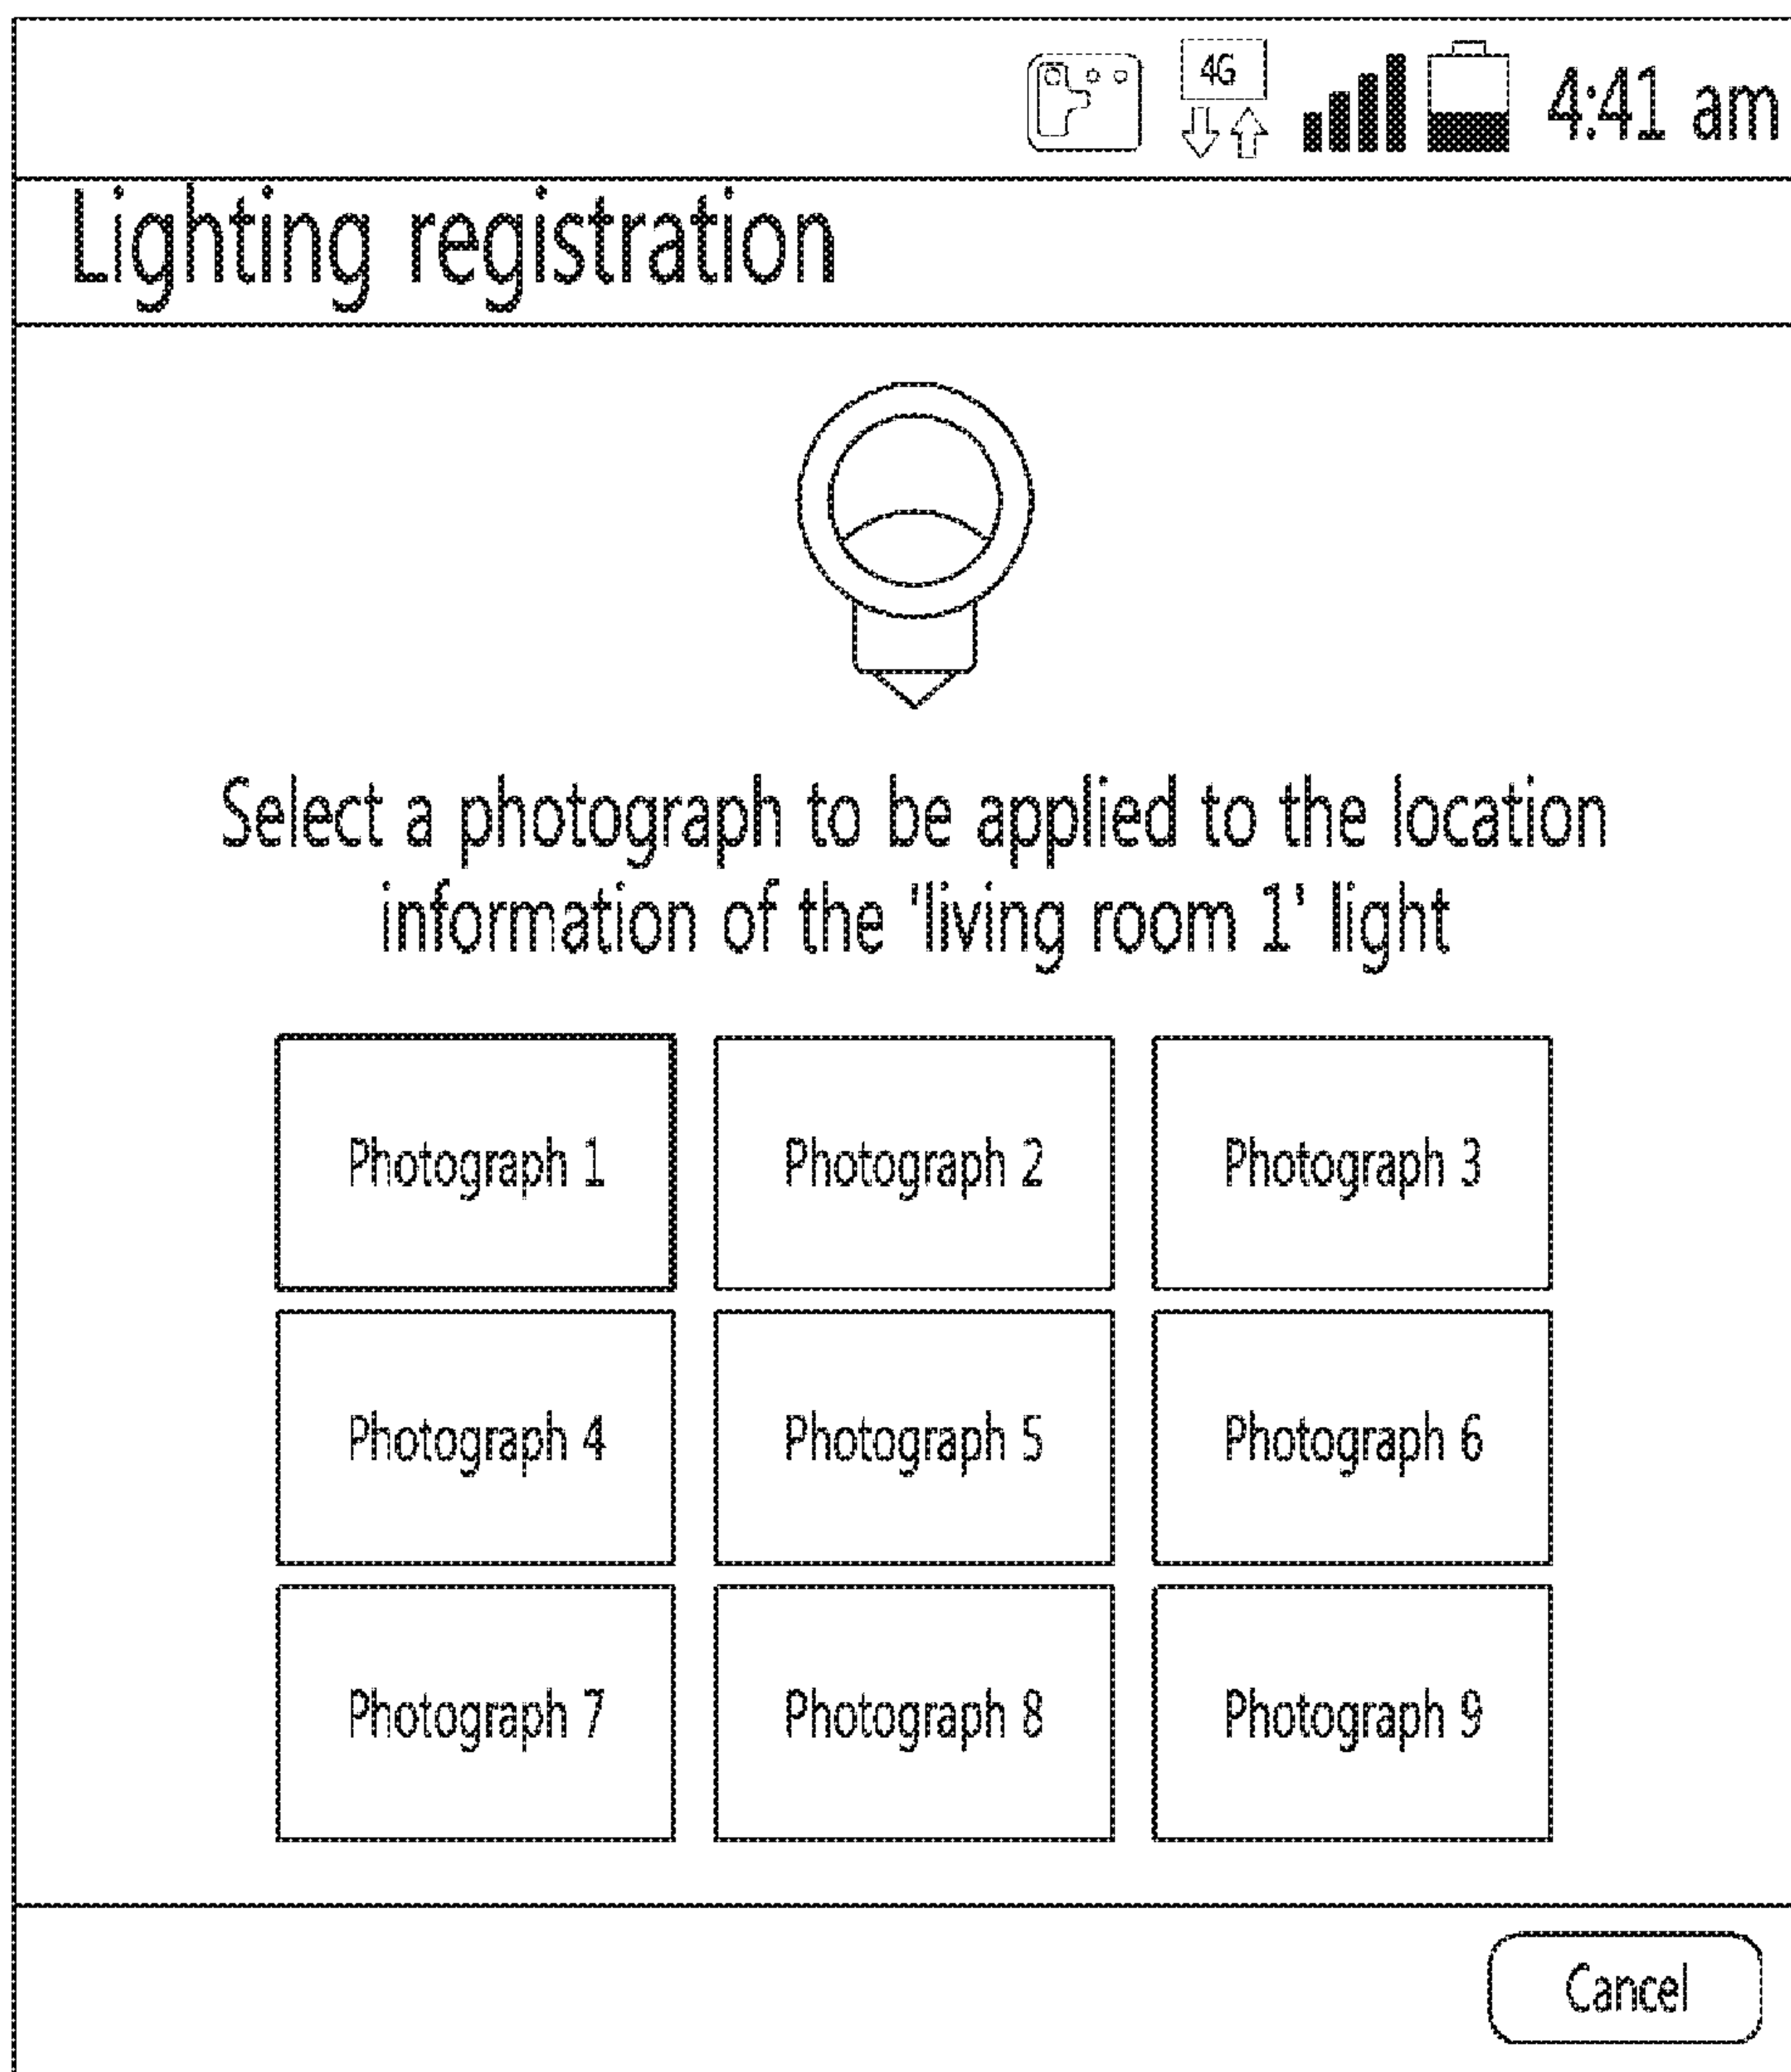 4G
4:41 am
Lighting registration
Select a photograph to be applied to the location
information of the 'living room 1' light
Photograph 1 Photograph 2 Photograph 3
Photograph 4 Photograph 5 Photograph 6
Photograph 7 Photograph 8 Photograph 9
Cancel